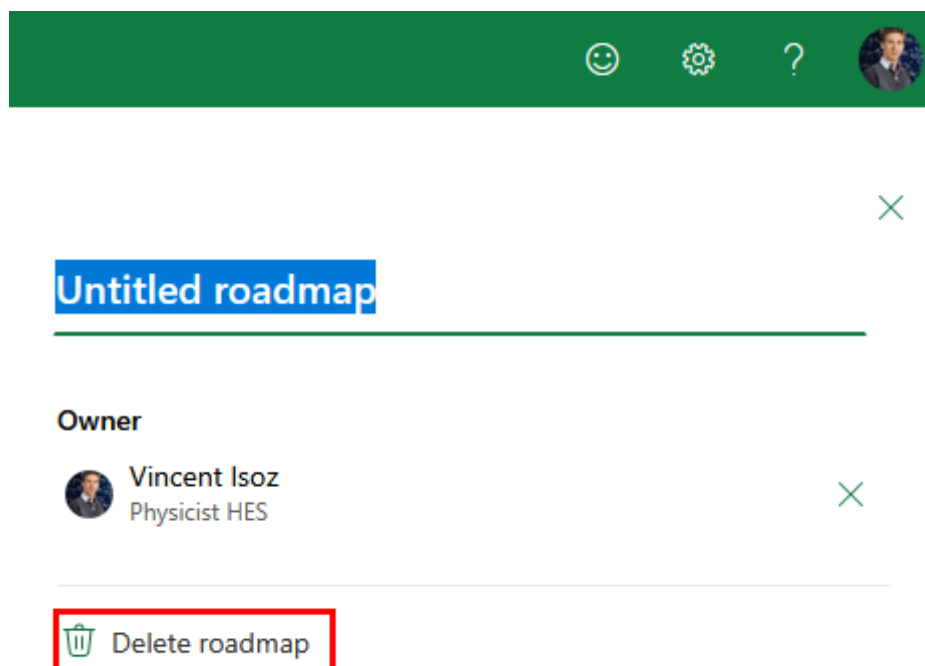 Untitled roadmap
Owner
Vincent Isoz
Physicist HES
Delete roadmap